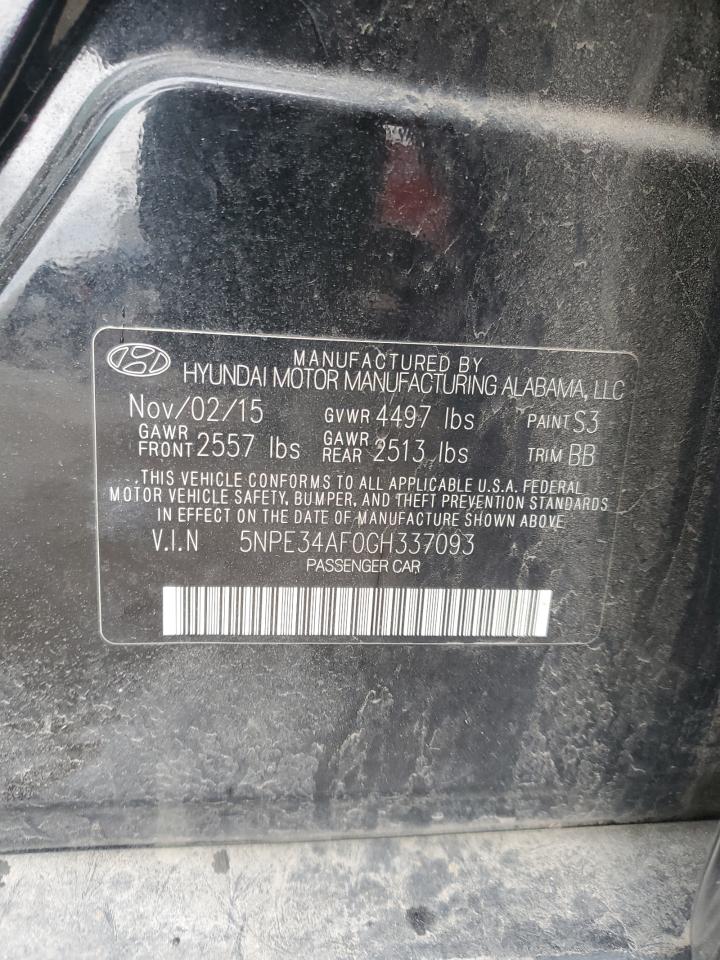 MANUFACTURED BY
HYUNDAI MOTOR MANUFACTURING ALABAMA, LLC
Nov/02/15 GVWR 4497 lbs PAINT S3
GAWR FRONT 2557 lbs GAWR REAR 2513 lbs TRIM BB
THIS VEHICLE CONFORMS TO ALL APPLICABLE U.S.A. FEDERAL
MOTOR VEHICLE SAFETY, BUMPER, AND THEFT PREVENTION STANDARDS
IN EFFECT ON THE DATE OF MANUFACTURE SHOWN ABOVE
V.I.N 5NPE34AF0GH337093
PASSENGER CAR